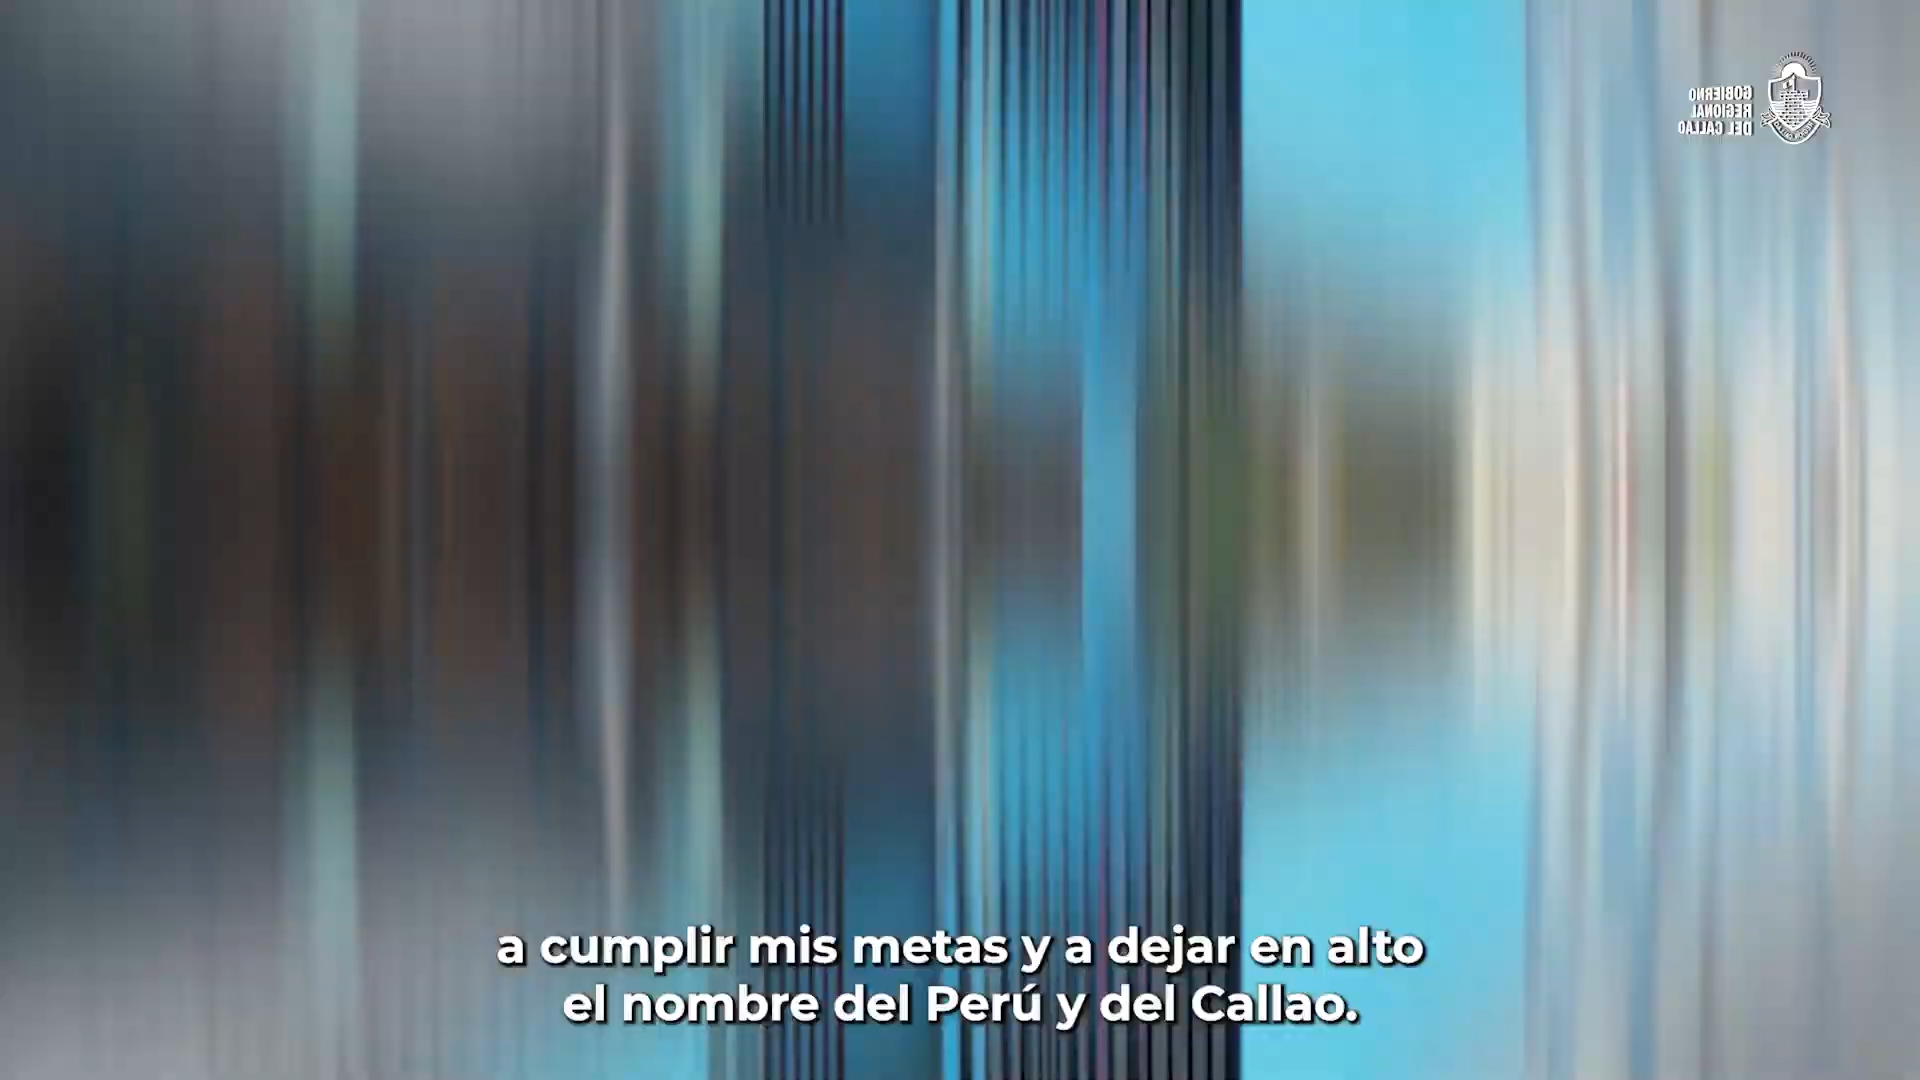 GOBIERNO
REGIONAL
DEL CALLAO
a cumplir mis metas y a dejar en alto
el nombre del Perú y del Callao.